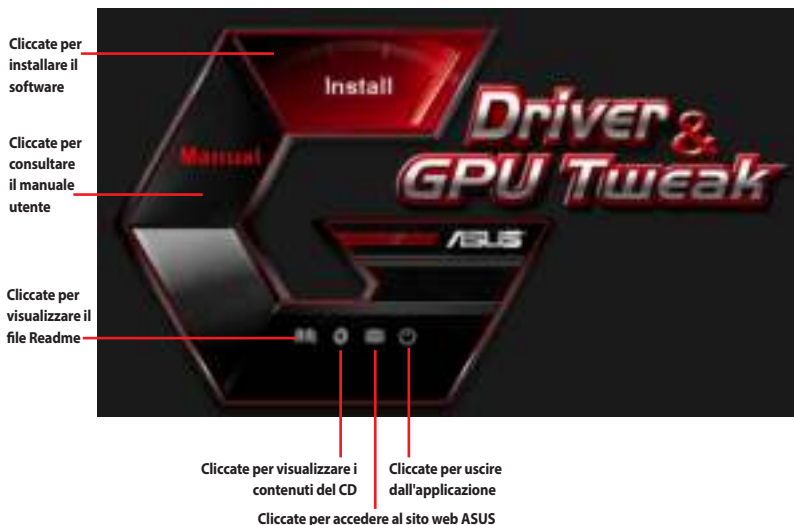 Cliccate per
installare il
software
Install
Driver &
GPU Tweak
Cliccate per
consultare
il manuale
utente
Manual
ASUS
Cliccate per
visualizzare il
file Readme
Cliccate per visualizzare i
contenuti del CD
Cliccate per uscire
dall'applicazione
Cliccate per accedere al sito web ASUS